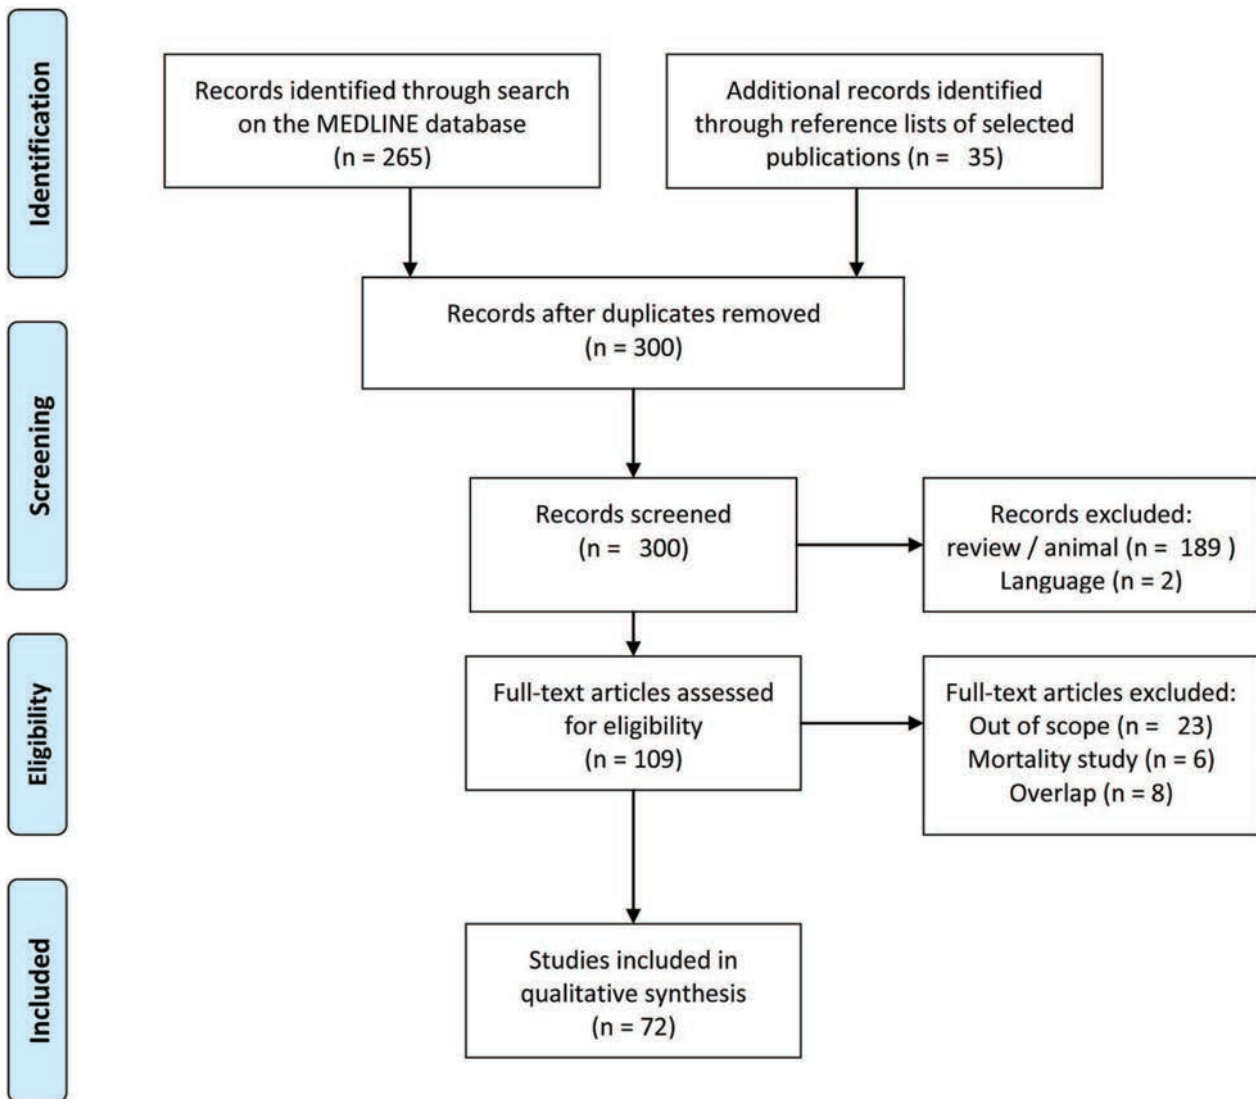 Identification
Records identified through search
on the MEDLINE database
(n = 265)
Additional records identified
through reference lists of selected
publications (n = 35)
Records after duplicates removed
(n = 300)
Screening
Records screened
(n = 300)
Records excluded:
review / animal (n = 189 )
Language (n = 2)
Eligibility
Full-text articles assessed
for eligibility
(n = 109)
Full-text articles excluded:
Out of scope (n = 23)
Mortality study (n = 6)
Overlap (n = 8)
Included
Studies included in
qualitative synthesis
(n = 72)